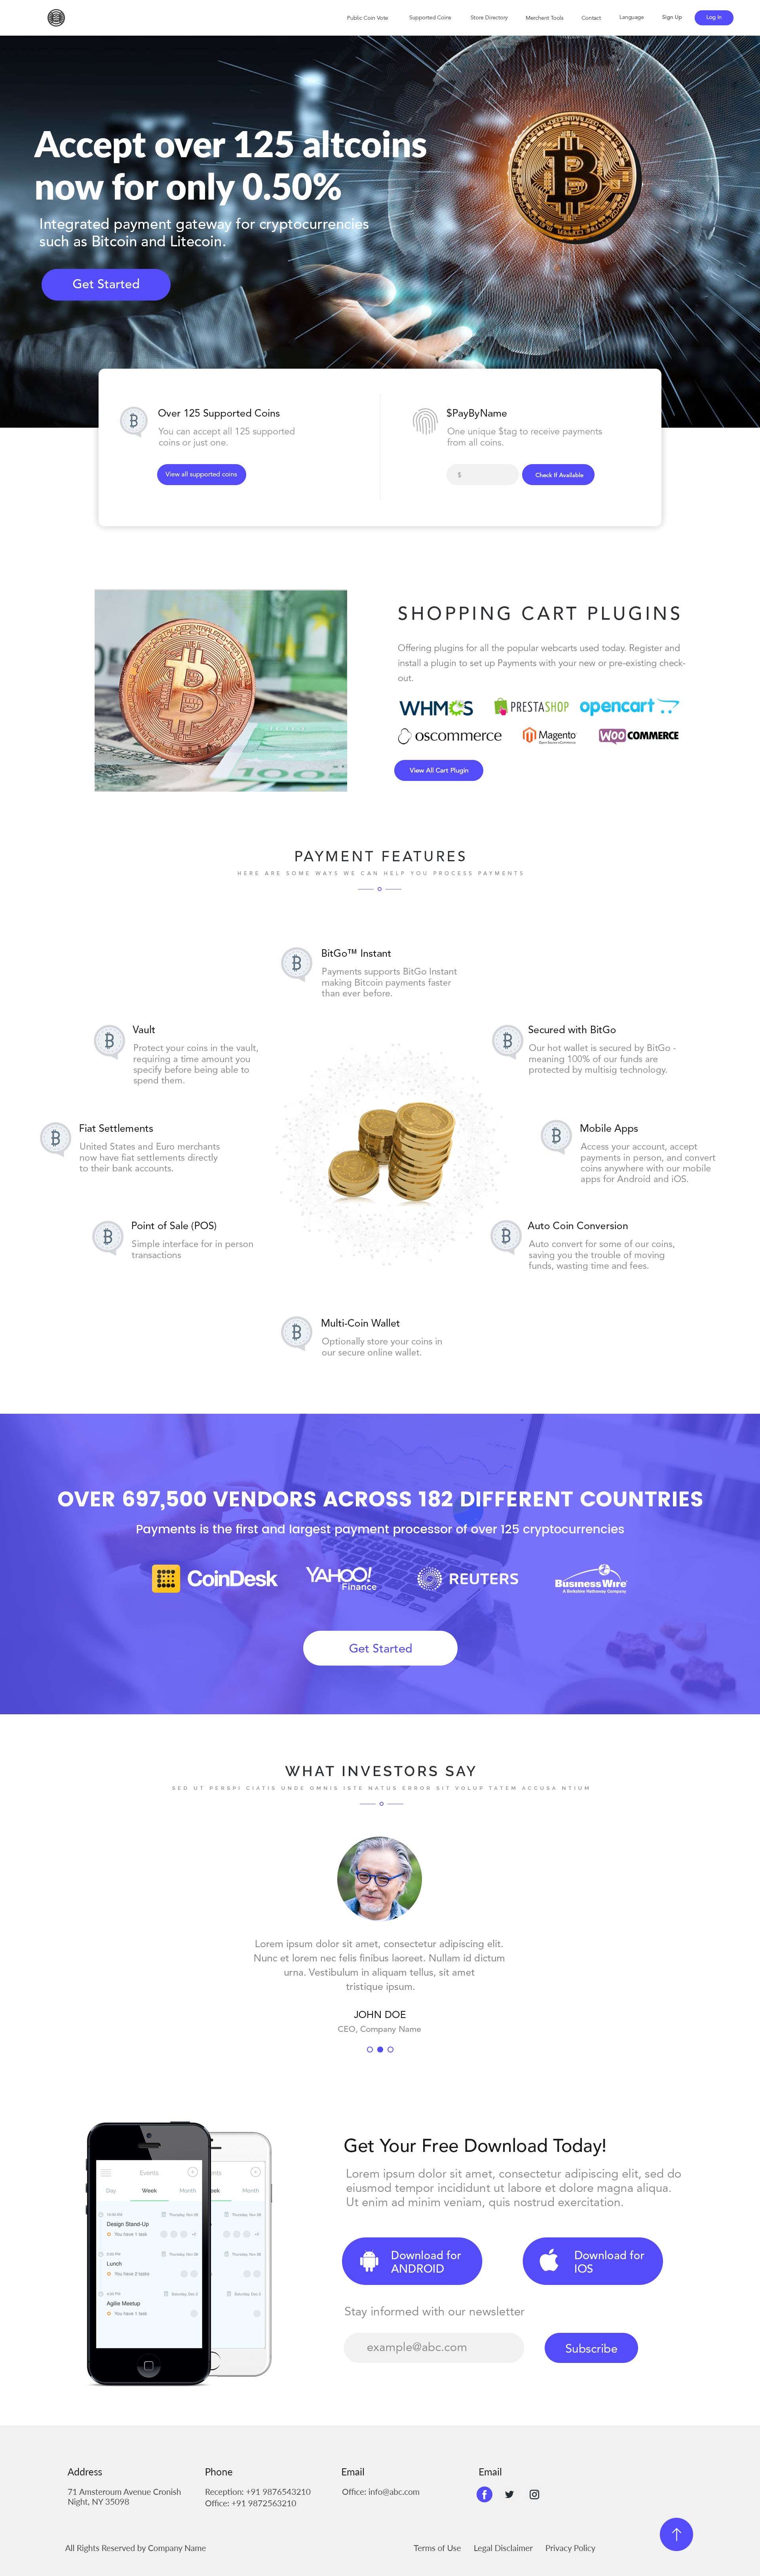 Public Coin Vote
Supported Coins
Store Directory
Merchant Tools
Contact
Language
Sign Up
Log In
Accept over 125 altcoins
now for only 0.50%
Integrated payment gateway for cryptocurrencies
such as Bitcoin and Litecoin.
Get Started
Over 125 Supported Coins
You can accept all 125 supported
coins or just one.
View all supported coins
$PayByName
One unique $tag to receive payments
from all coins.
$
Check If Available
SHOPPING CART PLUGINS
Offering plugins for all the popular webcarts used today. Register and
install a plugin to set up Payments with your new or pre-existing check-
out.
WHMCS
PRESTASHOP
opencart
oscommerce
Magento
Open Source eCommerce
WOO COMMERCE
View All Cart Plugin
PAYMENT FEATURES
HERE ARE SOME WAYS WE CAN HELP YOU PROCESS PAYMENTS
BitGo™ Instant
Payments supports BitGo Instant
making Bitcoin payments faster
than ever before.
Vault
Protect your coins in the vault,
requiring a time amount you
specify before being able to
spend them.
Secured with BitGo
Our hot wallet is secured by BitGo -
meaning 100% of our funds are
protected by multisig technology.
Fiat Settlements
United States and Euro merchants
now have fiat settlements directly
to their bank accounts.
Mobile Apps
Access your account, accept
payments in person, and convert
coins anywhere with our mobile
apps for Android and iOS.
Point of Sale (POS)
Simple interface for in person
transactions
Auto Coin Conversion
Auto convert for some of our coins,
saving you the trouble of moving
funds, wasting time and fees.
Multi-Coin Wallet
Optionally store your coins in
our secure online wallet.
OVER 697,500 VENDORS ACROSS 182 DIFFERENT COUNTRIES
Payments is the first and largest payment processor of over 125 cryptocurrencies
CoinDesk
YAHOO!
Finance
REUTERS
BusinessWire
A Berkshire Hathaway Company
Get Started
WHAT INVESTORS SAY
SED UT PERSPI CIATIS UNDE OMNIS ISTE NATUS ERROR SIT VOLUP TATEM ACCUSA NTIUM
Lorem ipsum dolor sit amet, consectetur adipiscing elit.
Nunc et lorem nec felis finibus laoreet. Nullam id dictum
urna. Vestibulum in aliquam tellus, sit amet
tristique ipsum.
JOHN DOE
CEO, Company Name
Events
Day
Week
Month
Design Stand-Up
You have 1 task
Lunch
You have 2 tasks
Agile Meetup
You have 1 task
Get Your Free Download Today!
Lorem ipsum dolor sit amet, consectetur adipiscing elit, sed do
eiusmod tempor incididunt ut labore et dolore magna aliqua.
Ut enim ad minim veniam, quis nostrud exercitation.
Download for
ANDROID
Download for
IOS
Stay informed with our newsletter
example@abc.com
Subscribe
Address
71 Amsteroum Avenue Cronish
Night, NY 35098
Phone
Reception: +91 9876543210
Office: +91 9872563210
Email
Office: info@abc.com
Email
All Rights Reserved by Company Name
Terms of Use
Legal Disclaimer
Privacy Policy